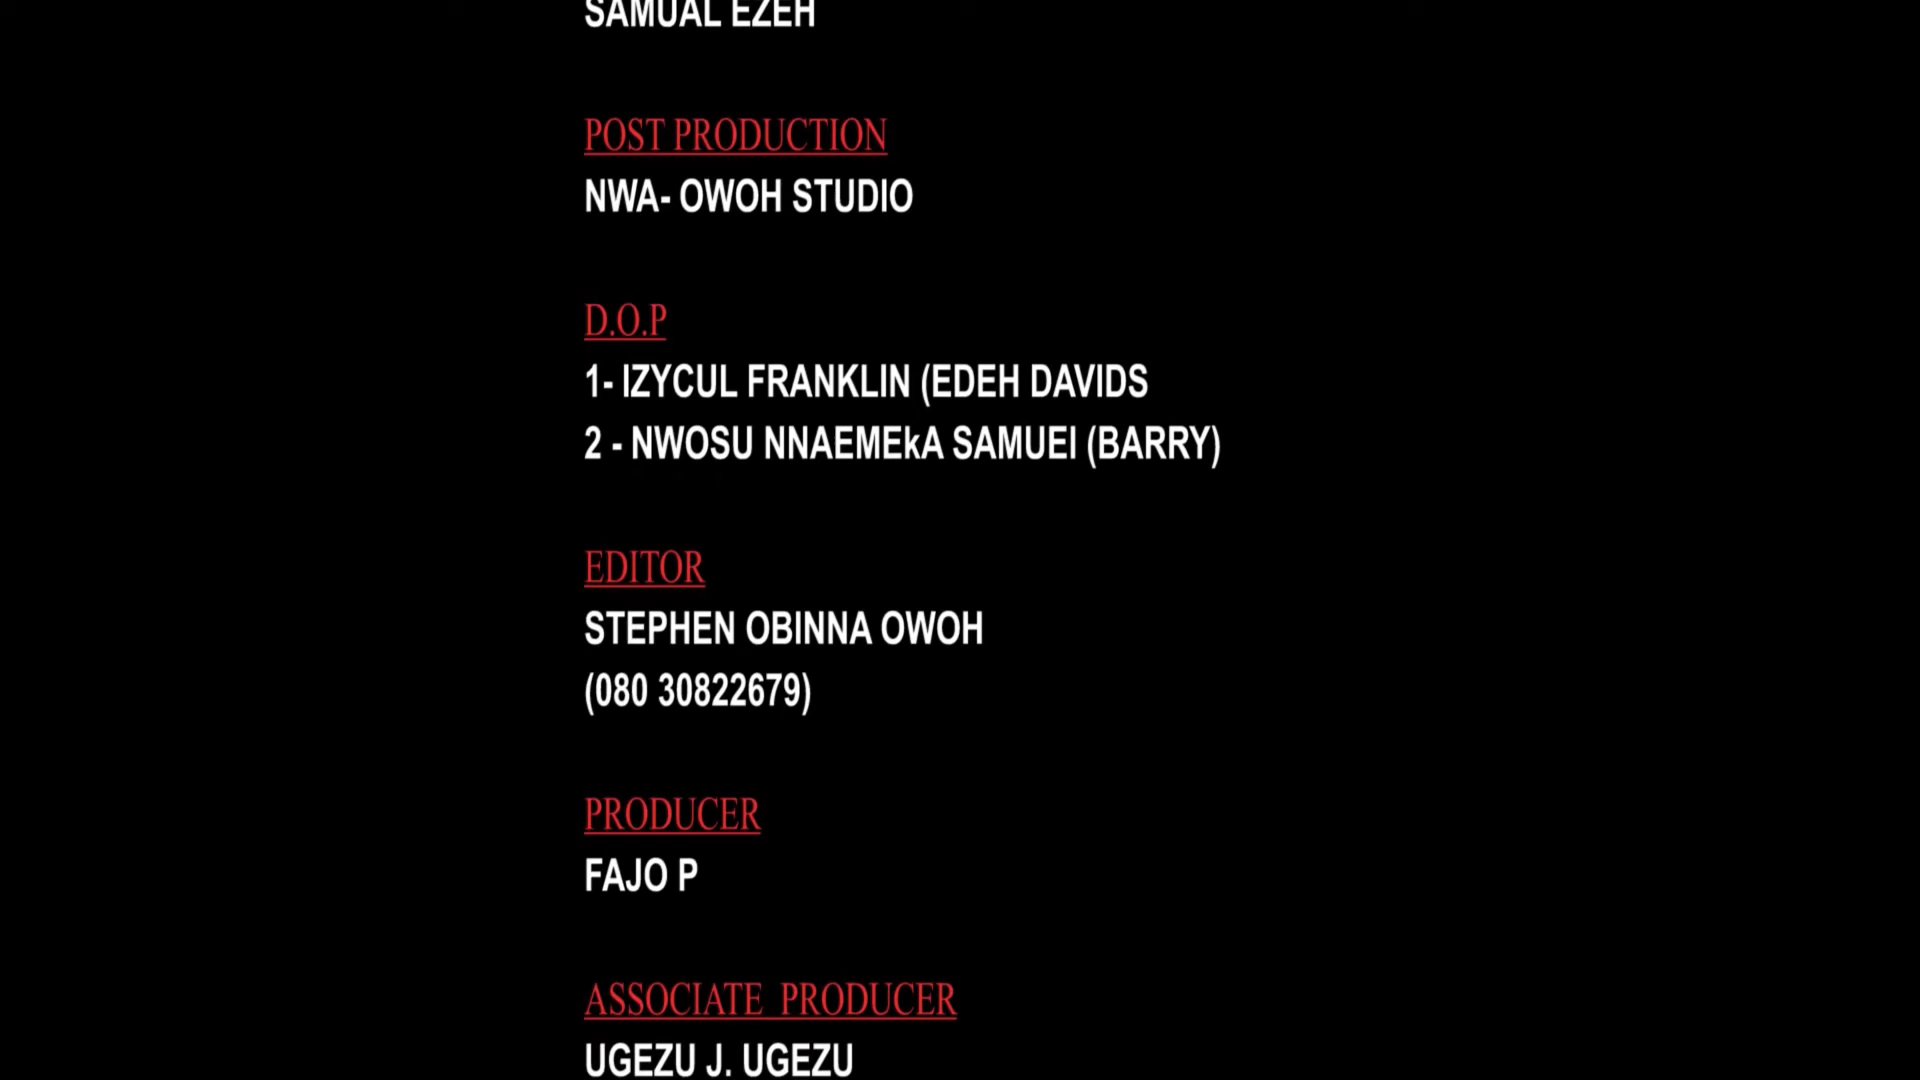 SAMUAL EZEH
POST PRODUCTION
NWA- OWOH STUDIO
D.O.P
1- IZYCUL FRANKLIN (EDEH DAVIDS
2 - NWOSU NNAEMEkA SAMUEl (BARRY)
EDITOR
STEPHEN OBINNA OWOH
(080 30822679)
PRODUCER
FAJO P
ASSOCIATE  PRODUCER
UGEZU J. UGEZU